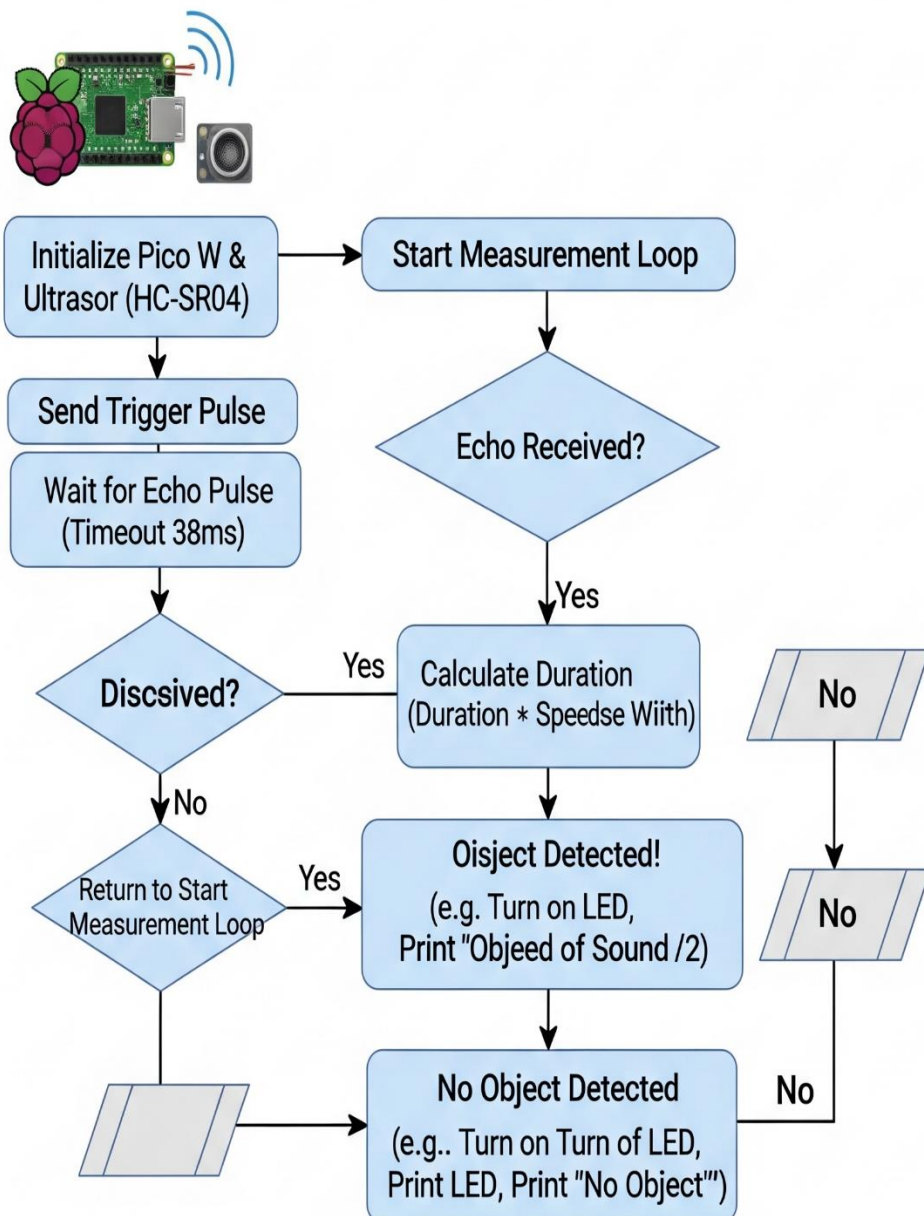 Initialize Pico W &
Ultrasor (HC-SR04)
Start Measurement Loop
Send Trigger Pulse
Echo Received?
Wait for Echo Pulse
(Timeout 38ms)
Yes
Discsived?
Yes
Calculate Duration
(Duration * Speedse Wiith)
No
No
Return to Start
Measurement Loop
Yes
Oisject Detected!
(e.g. Turn on LED,
Print "Objeed of Sound /2)
No
No Object Detected
(e.g.. Turn on Turn of LED,
Print LED, Print "No Object"')
No